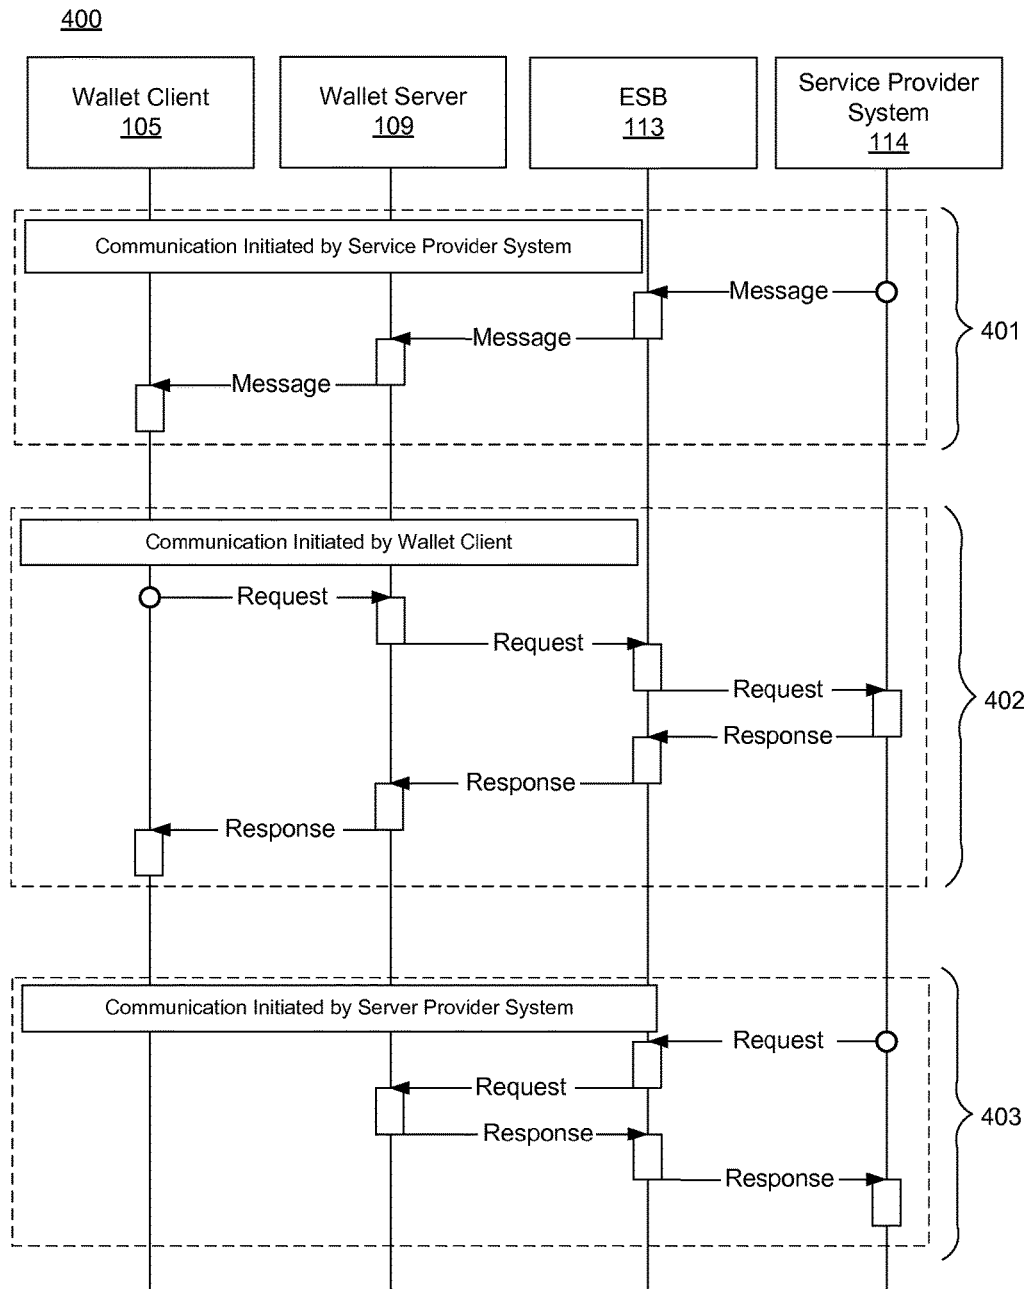 400
Wallet Client
105
Wallet Server
109
ESB
113
Service Provider
System
114
Communication Initiated by Service Provider System
Message
Message
Message
401
Communication Initiated by Wallet Client
Request
Request
Request
Response
Response
Response
402
Communication Initiated by Server Provider System
Request
Request
Response
Response
403